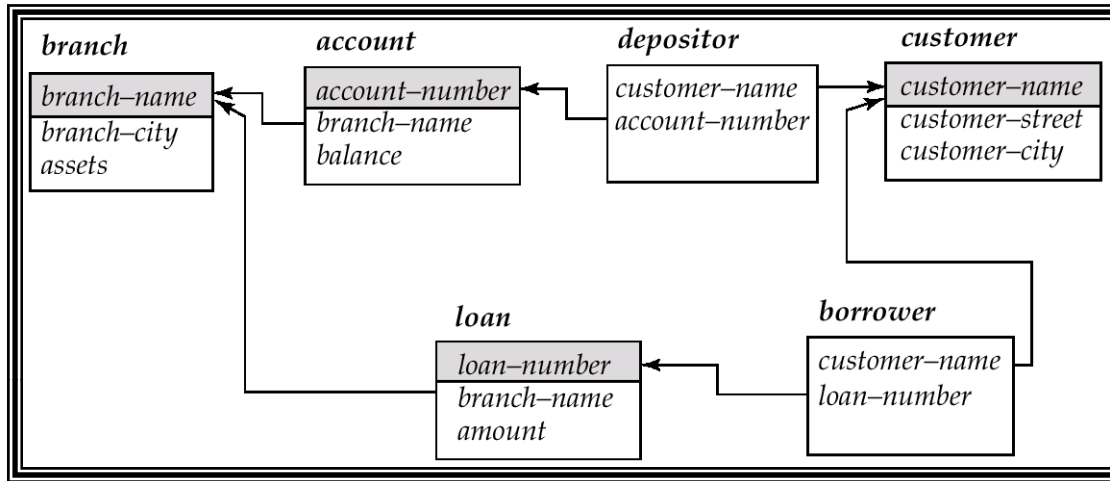 branch
branch–name
branch–city
assets
account
account–number
branch–name
balance
depositor
customer–name
account–number
customer
customer–name
customer–street
customer–city
loan
loan–number
branch–name
amount
borrower
customer–name
loan–number